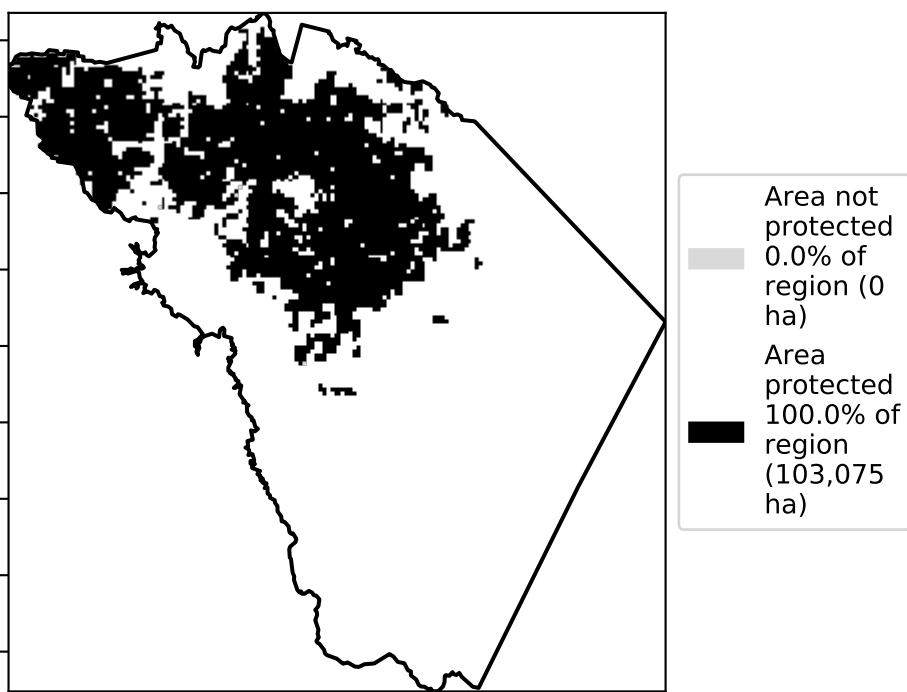 Area not
protected
0.0% of
region (0
ha)
Area
protected
100.0% of
region
(103,075
ha)